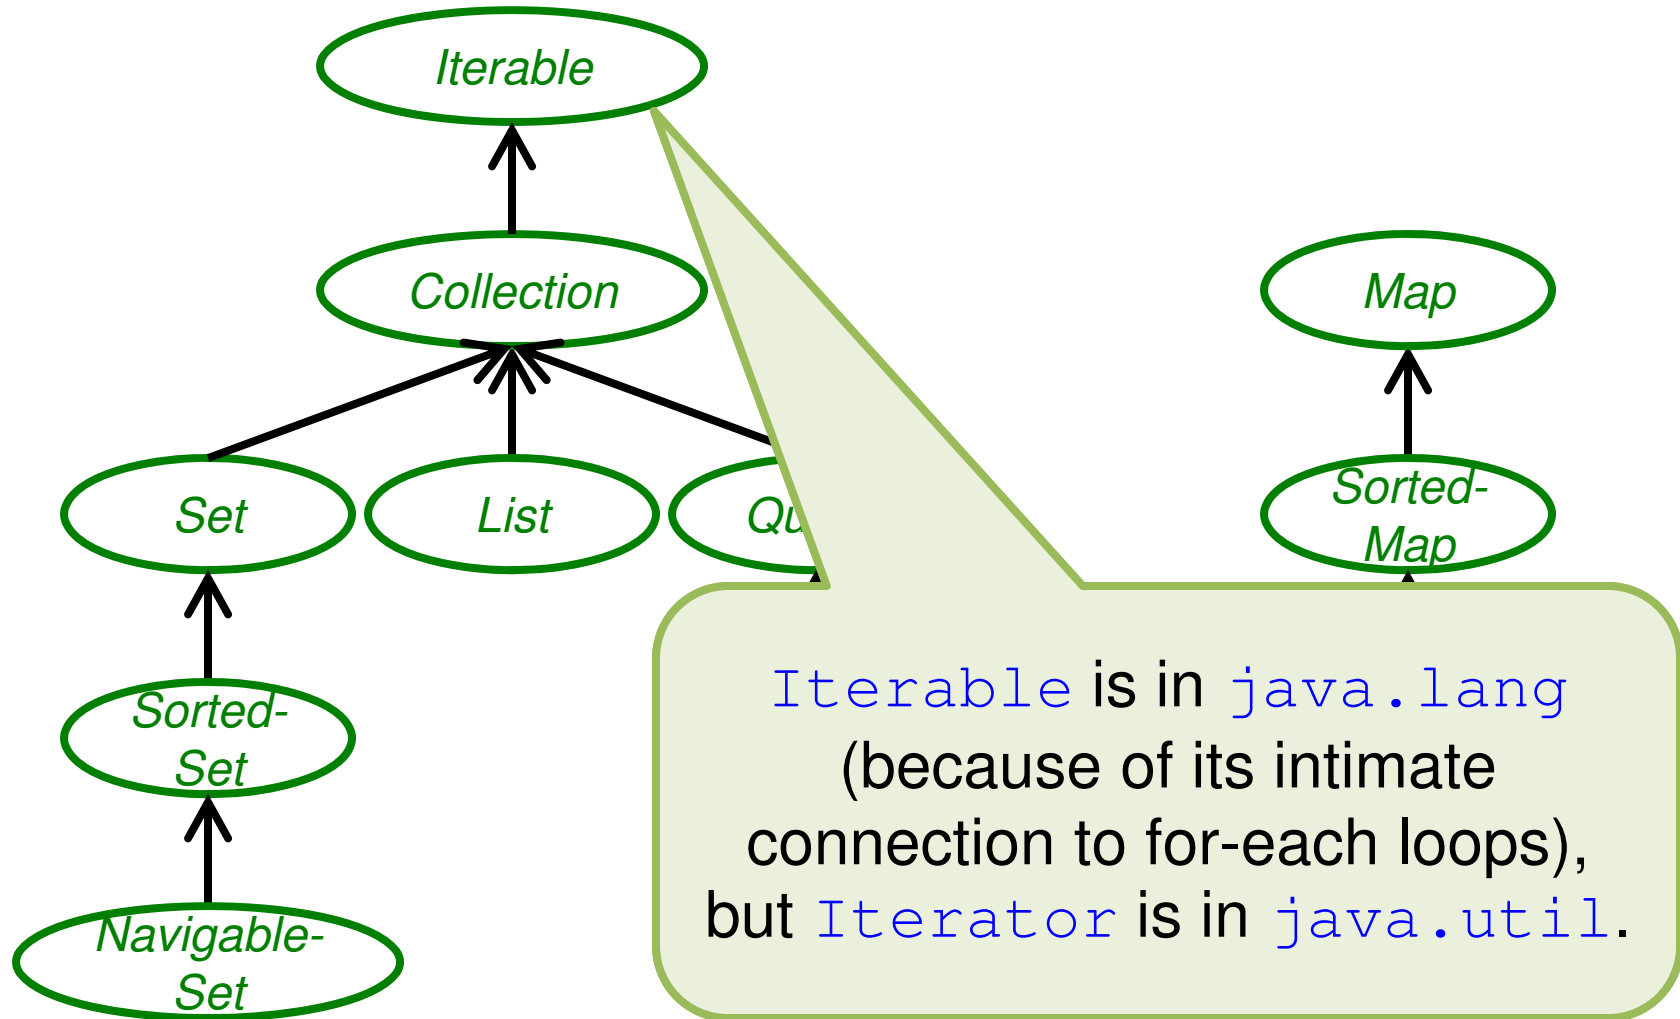 Iterable
Collection
Map
Set
List
Sorted-
Map
Sorted-
Set
Navigable-
Set
Iterable is in java.lang
(because of its intimate
connection to for-each loops),
but Iterator is in java.util.